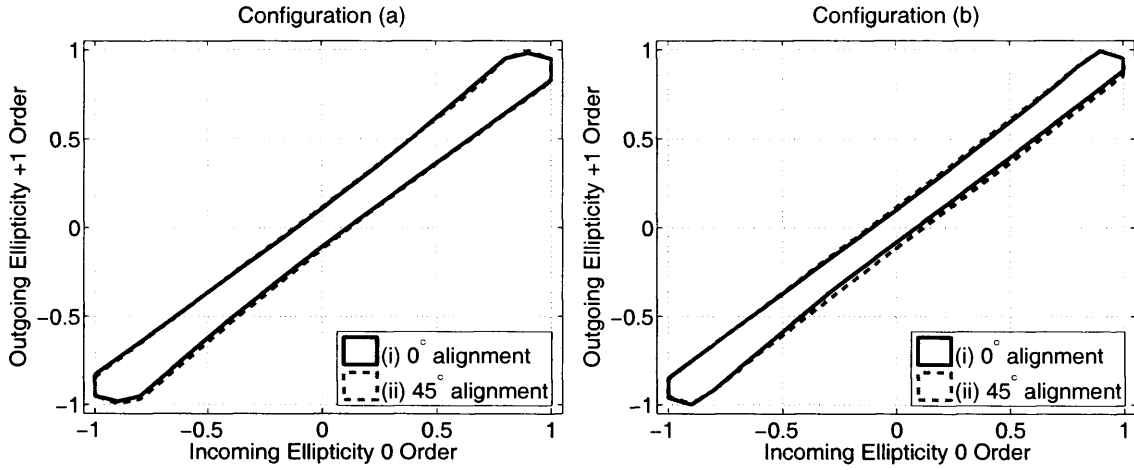 Configuration (a)
Outgoing Ellipticity +1 Order
1
0.5
0
−0.5
−1
−1
−0.5
0
0.5
1
Incoming Ellipticity 0 Order
(i) 0° alignment
(ii) 45° alignment
Configuration (b)
Outgoing Ellipticity +1 Order
1
0.5
0
−0.5
−1
−1
−0.5
0
0.5
1
Incoming Ellipticity 0 Order
(i) 0° alignment
(ii) 45° alignment